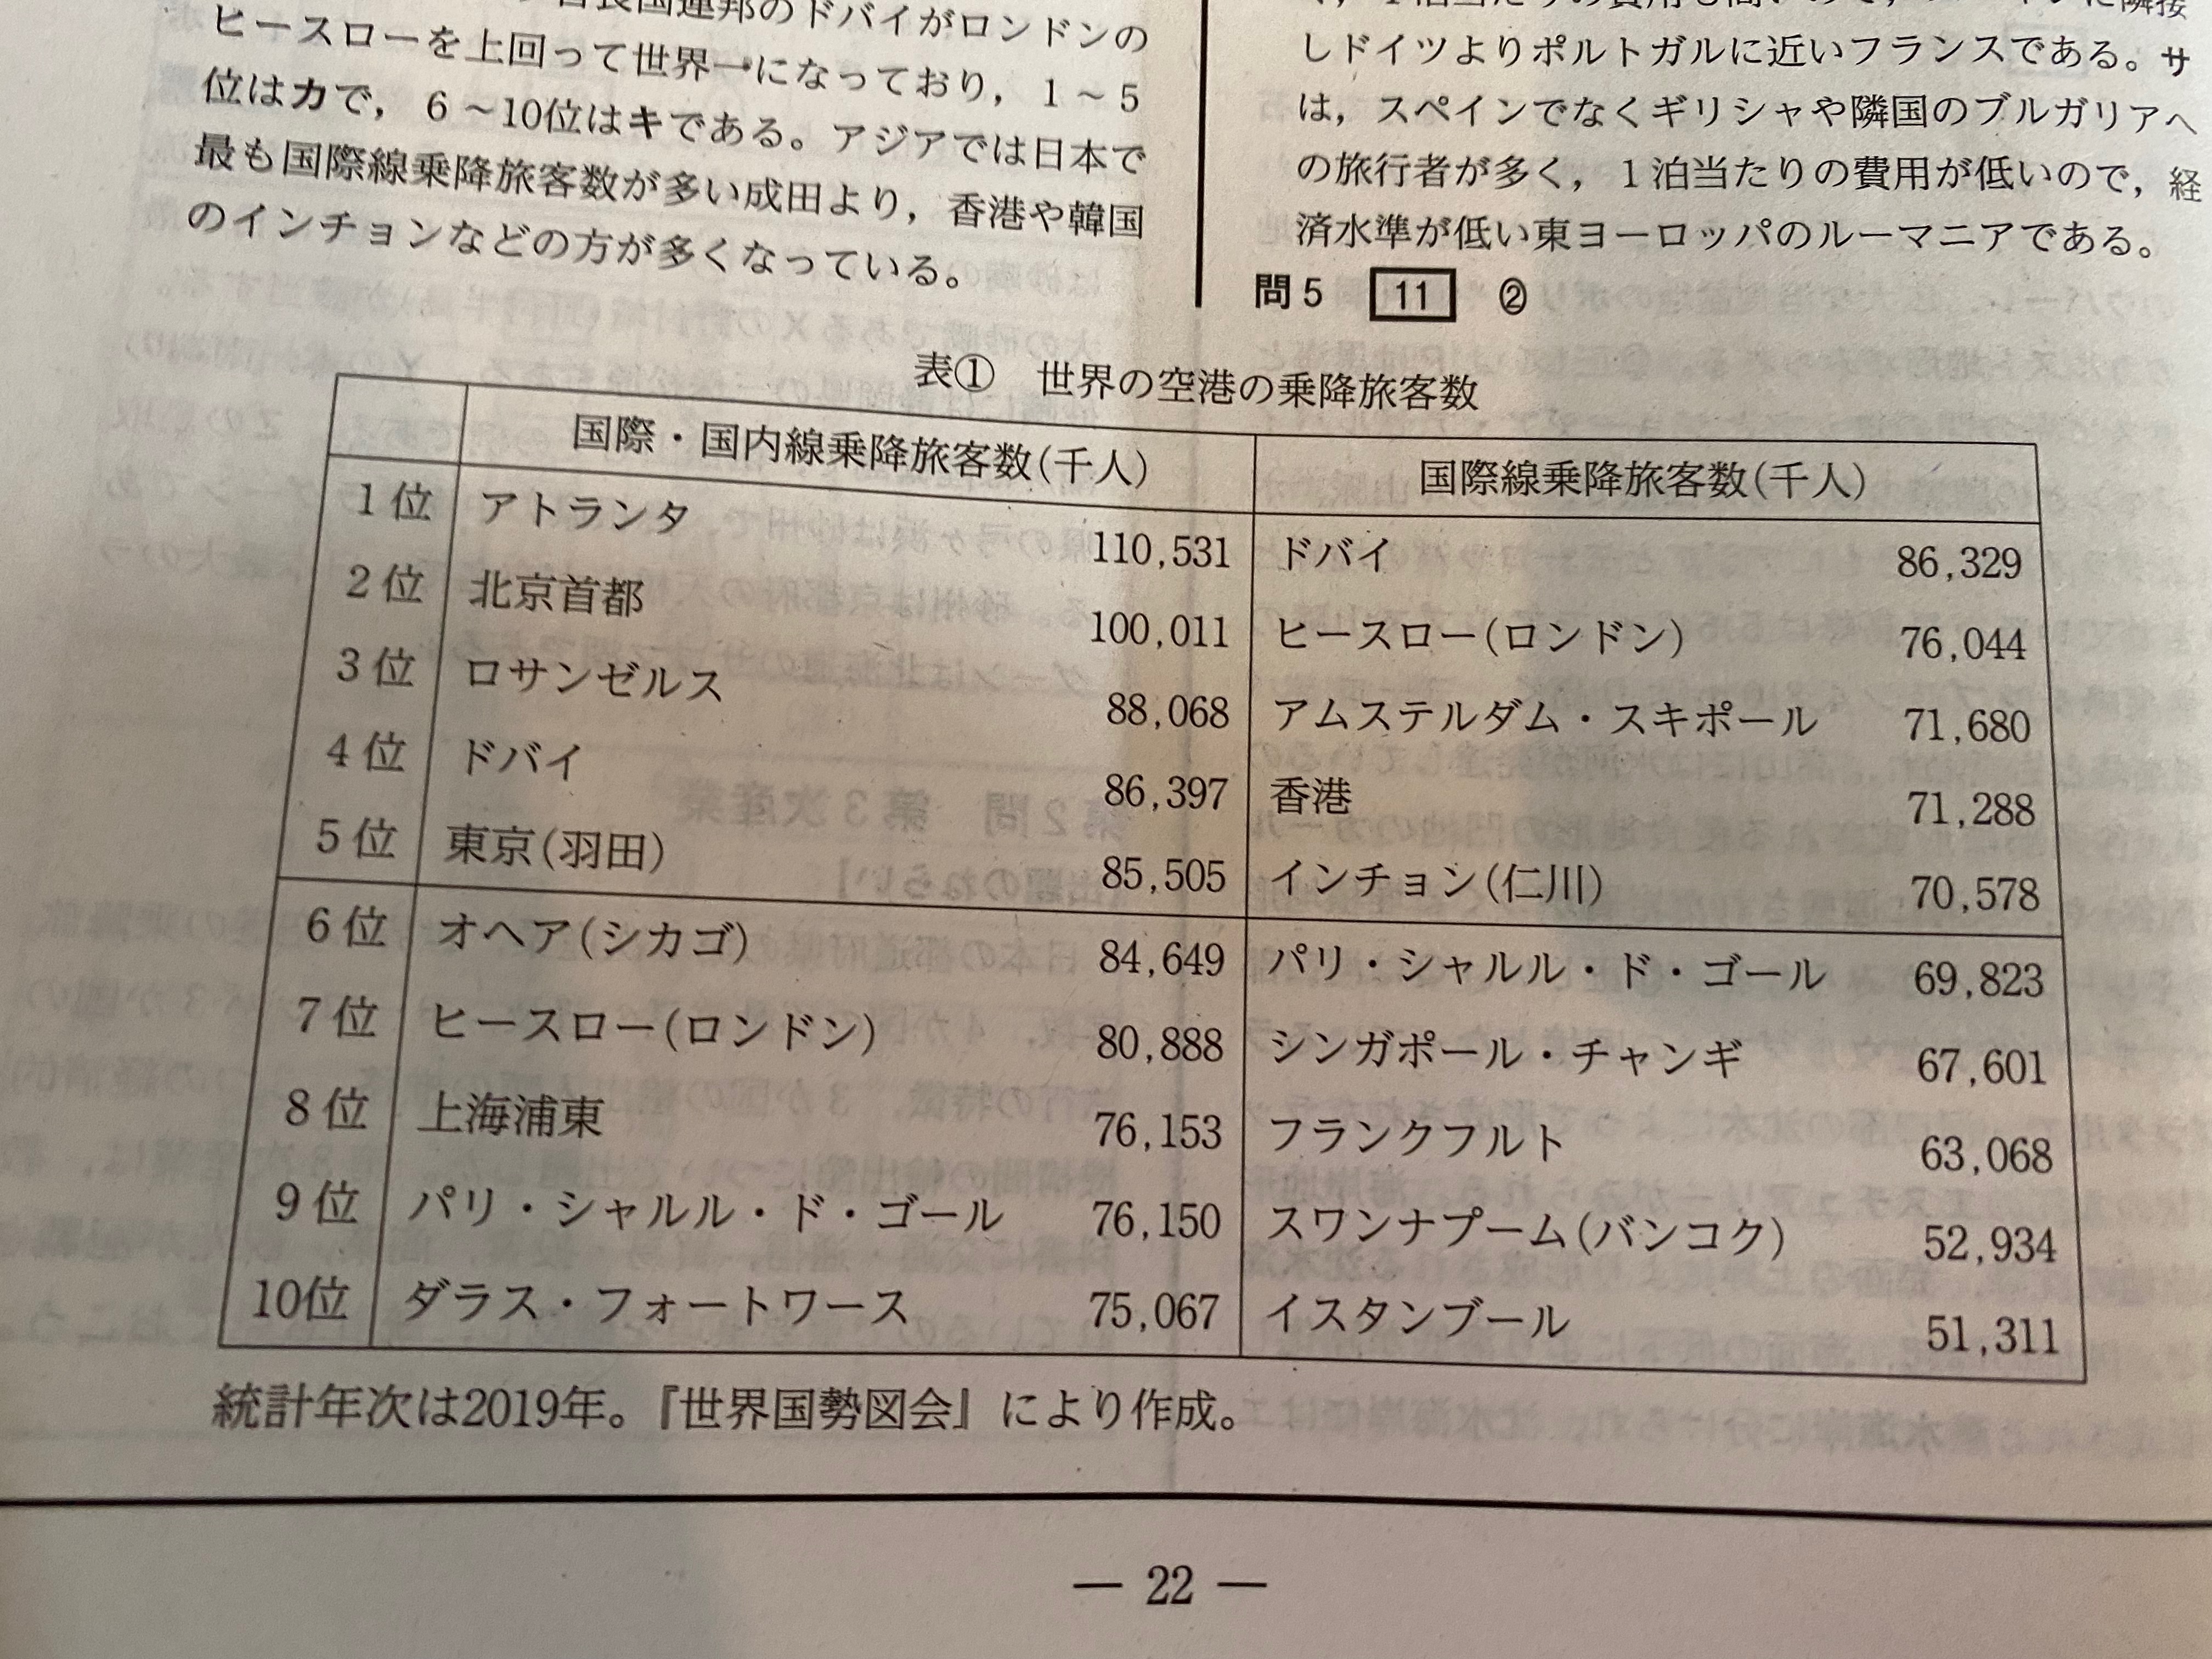 のドバイがロンドンの
ヒースローを上回って世界一になっており，1～5
位はカで，6～10位はキである。アジアでは日本で
最も国際線乗降旅客数が多い成田より，香港や韓国
のインチョンなどの方が多くなっている。
しドイツよりポルトガルに近いフランスである。サ
は，スペインでなくギリシャや隣国のブルガリアへ
の旅行者が多く，1泊当たりの費用が低いので，経
済水準が低い東ヨーロッパのルーマニアである。
問5 11 ②
表① 世界の空港の乗降旅客数
国際・国内線乗降旅客数(千人) 国際線乗降旅客数(千人)
1位 アトランタ 110,531 ドバイ 86,329
2位 北京首都 100,011 ヒースロー(ロンドン) 76,044
3位 ロサンゼルス 88,068 アムステルダム・スキポール 71,680
4位 ドバイ 86,397 香港 71,288
5位 東京(羽田) 85,505 インチョン(仁川) 70,578
6位 オヘア(シカゴ) 84,649 パリ・シャルル・ド・ゴール 69,823
7位 ヒースロー(ロンドン) 80,888 シンガポール・チャンギ 67,601
8位 上海浦東 76,153 フランクフルト 63,068
9位 パリ・シャルル・ド・ゴール 76,150 スワンナプーム(バンコク) 52,934
10位 ダラス・フォートワース 75,067 イスタンブール 51,311
統計年次は2019年。『世界国勢図会』により作成。
― 22 ―